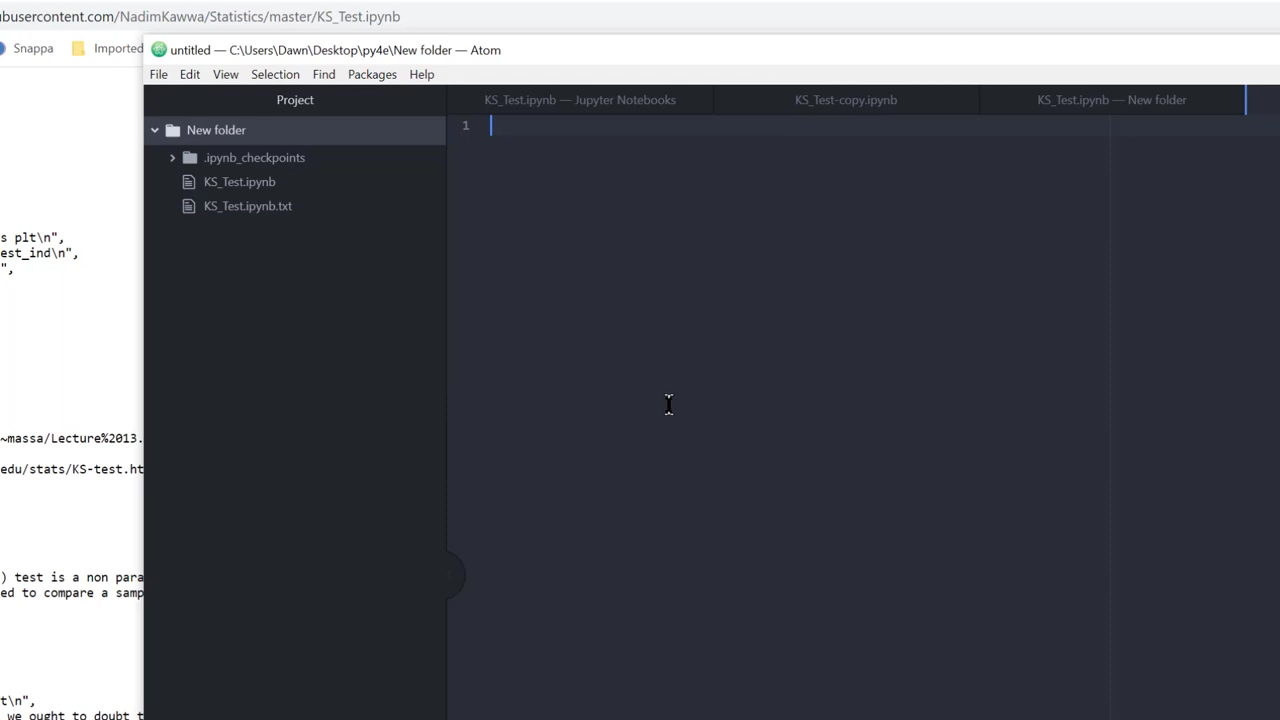 busercontent.com/NadimKawwa/Statistics/master/KS_Test.ipynb
Snappa
Imported
untitled — C:\Users\Dawn\Desktop\py4e\New folder — Atom
File Edit View Selection Find Packages Help
Project
KS_Test.ipynb — Jupyter Notebooks
KS_Test-copy.ipynb
KS_Test.ipynb — New folder
New folder
1
.ipynb_checkpoints
KS_Test.ipynb
KS_Test.ipynb.txt
s plt\n",
est_ind\n",
",
~massa/Lecture%2013.
edu/stats/KS-test.ht
) test is a non para
ed to compare a samp
t\n",
we ought to doubt t